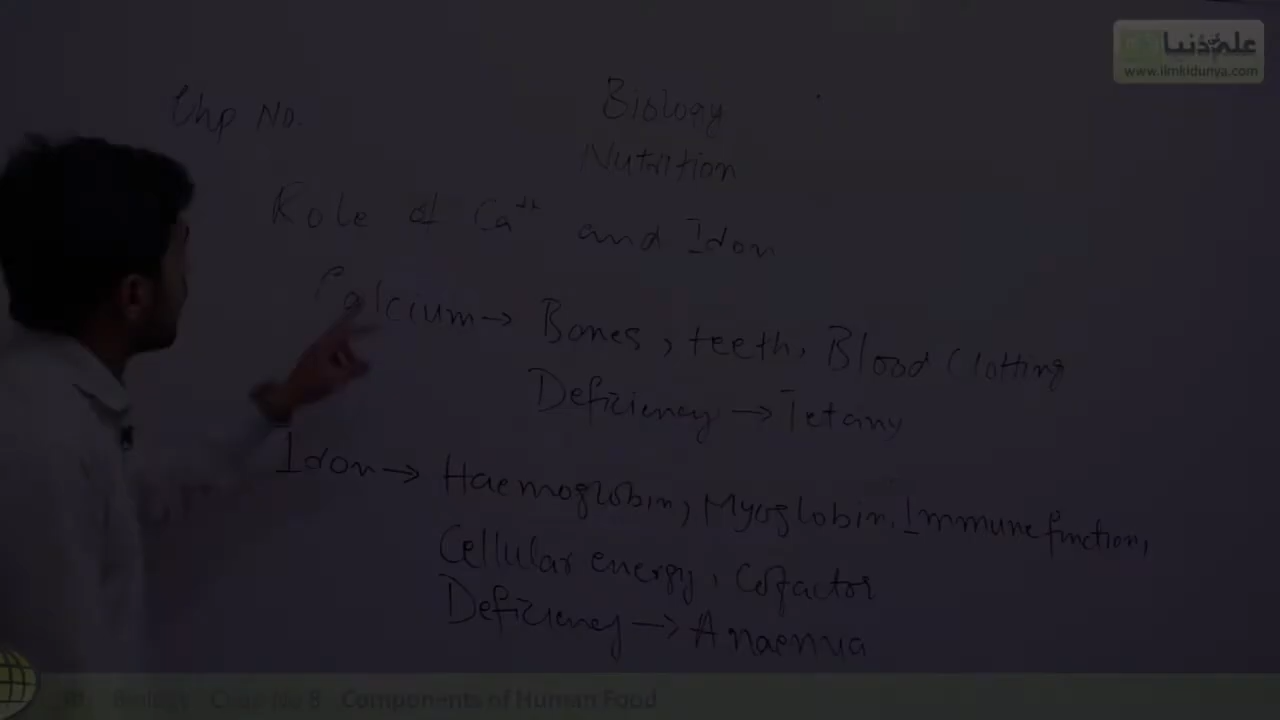 علم کی دنیا
www.ilmkidunya.com
Chp No.
Biology
Nutrition
Role of Ca++ and Iron
Calcium → Bones, teeth, Blood Clotting
Deficiency → Tetany
Iron → Haemoglobin, Myoglobin, Immune function,
Cellular energy, Cofactor
Deficiency → Anaemia
Biology Chap No 8 Components of Human Food